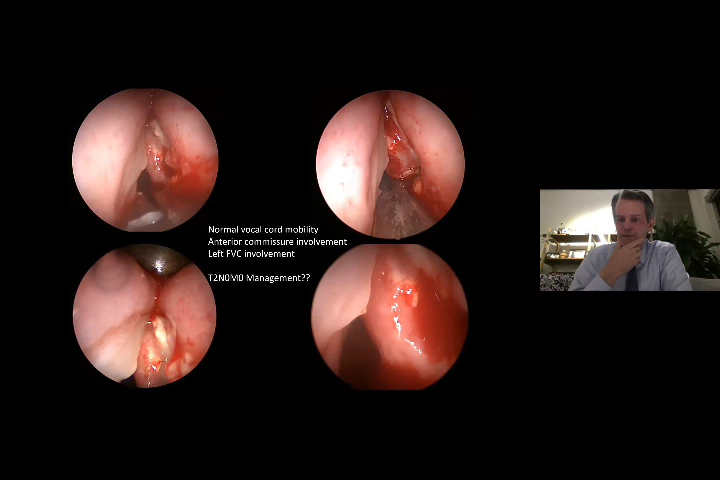 Normal vocal cord mobility
Anterior commissure involvement
Left FVC involvement
T2N0M0 Management??